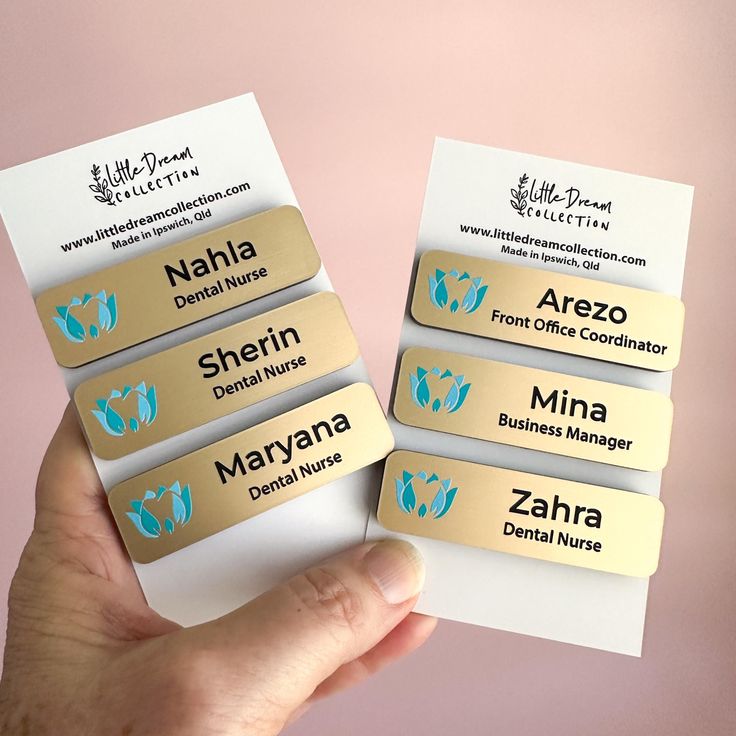 Little Dream
COLLECTION
www.littledreamcollection.com
Made in Ipswich, Qld
Nahla
Dental Nurse
Sherin
Dental Nurse
Maryana
Dental Nurse
Little Dream
COLLECTION
www.littledreamcollection.com
Made in Ipswich, Qld
Arezo
Front Office Coordinator
Mina
Business Manager
Zahra
Dental Nurse